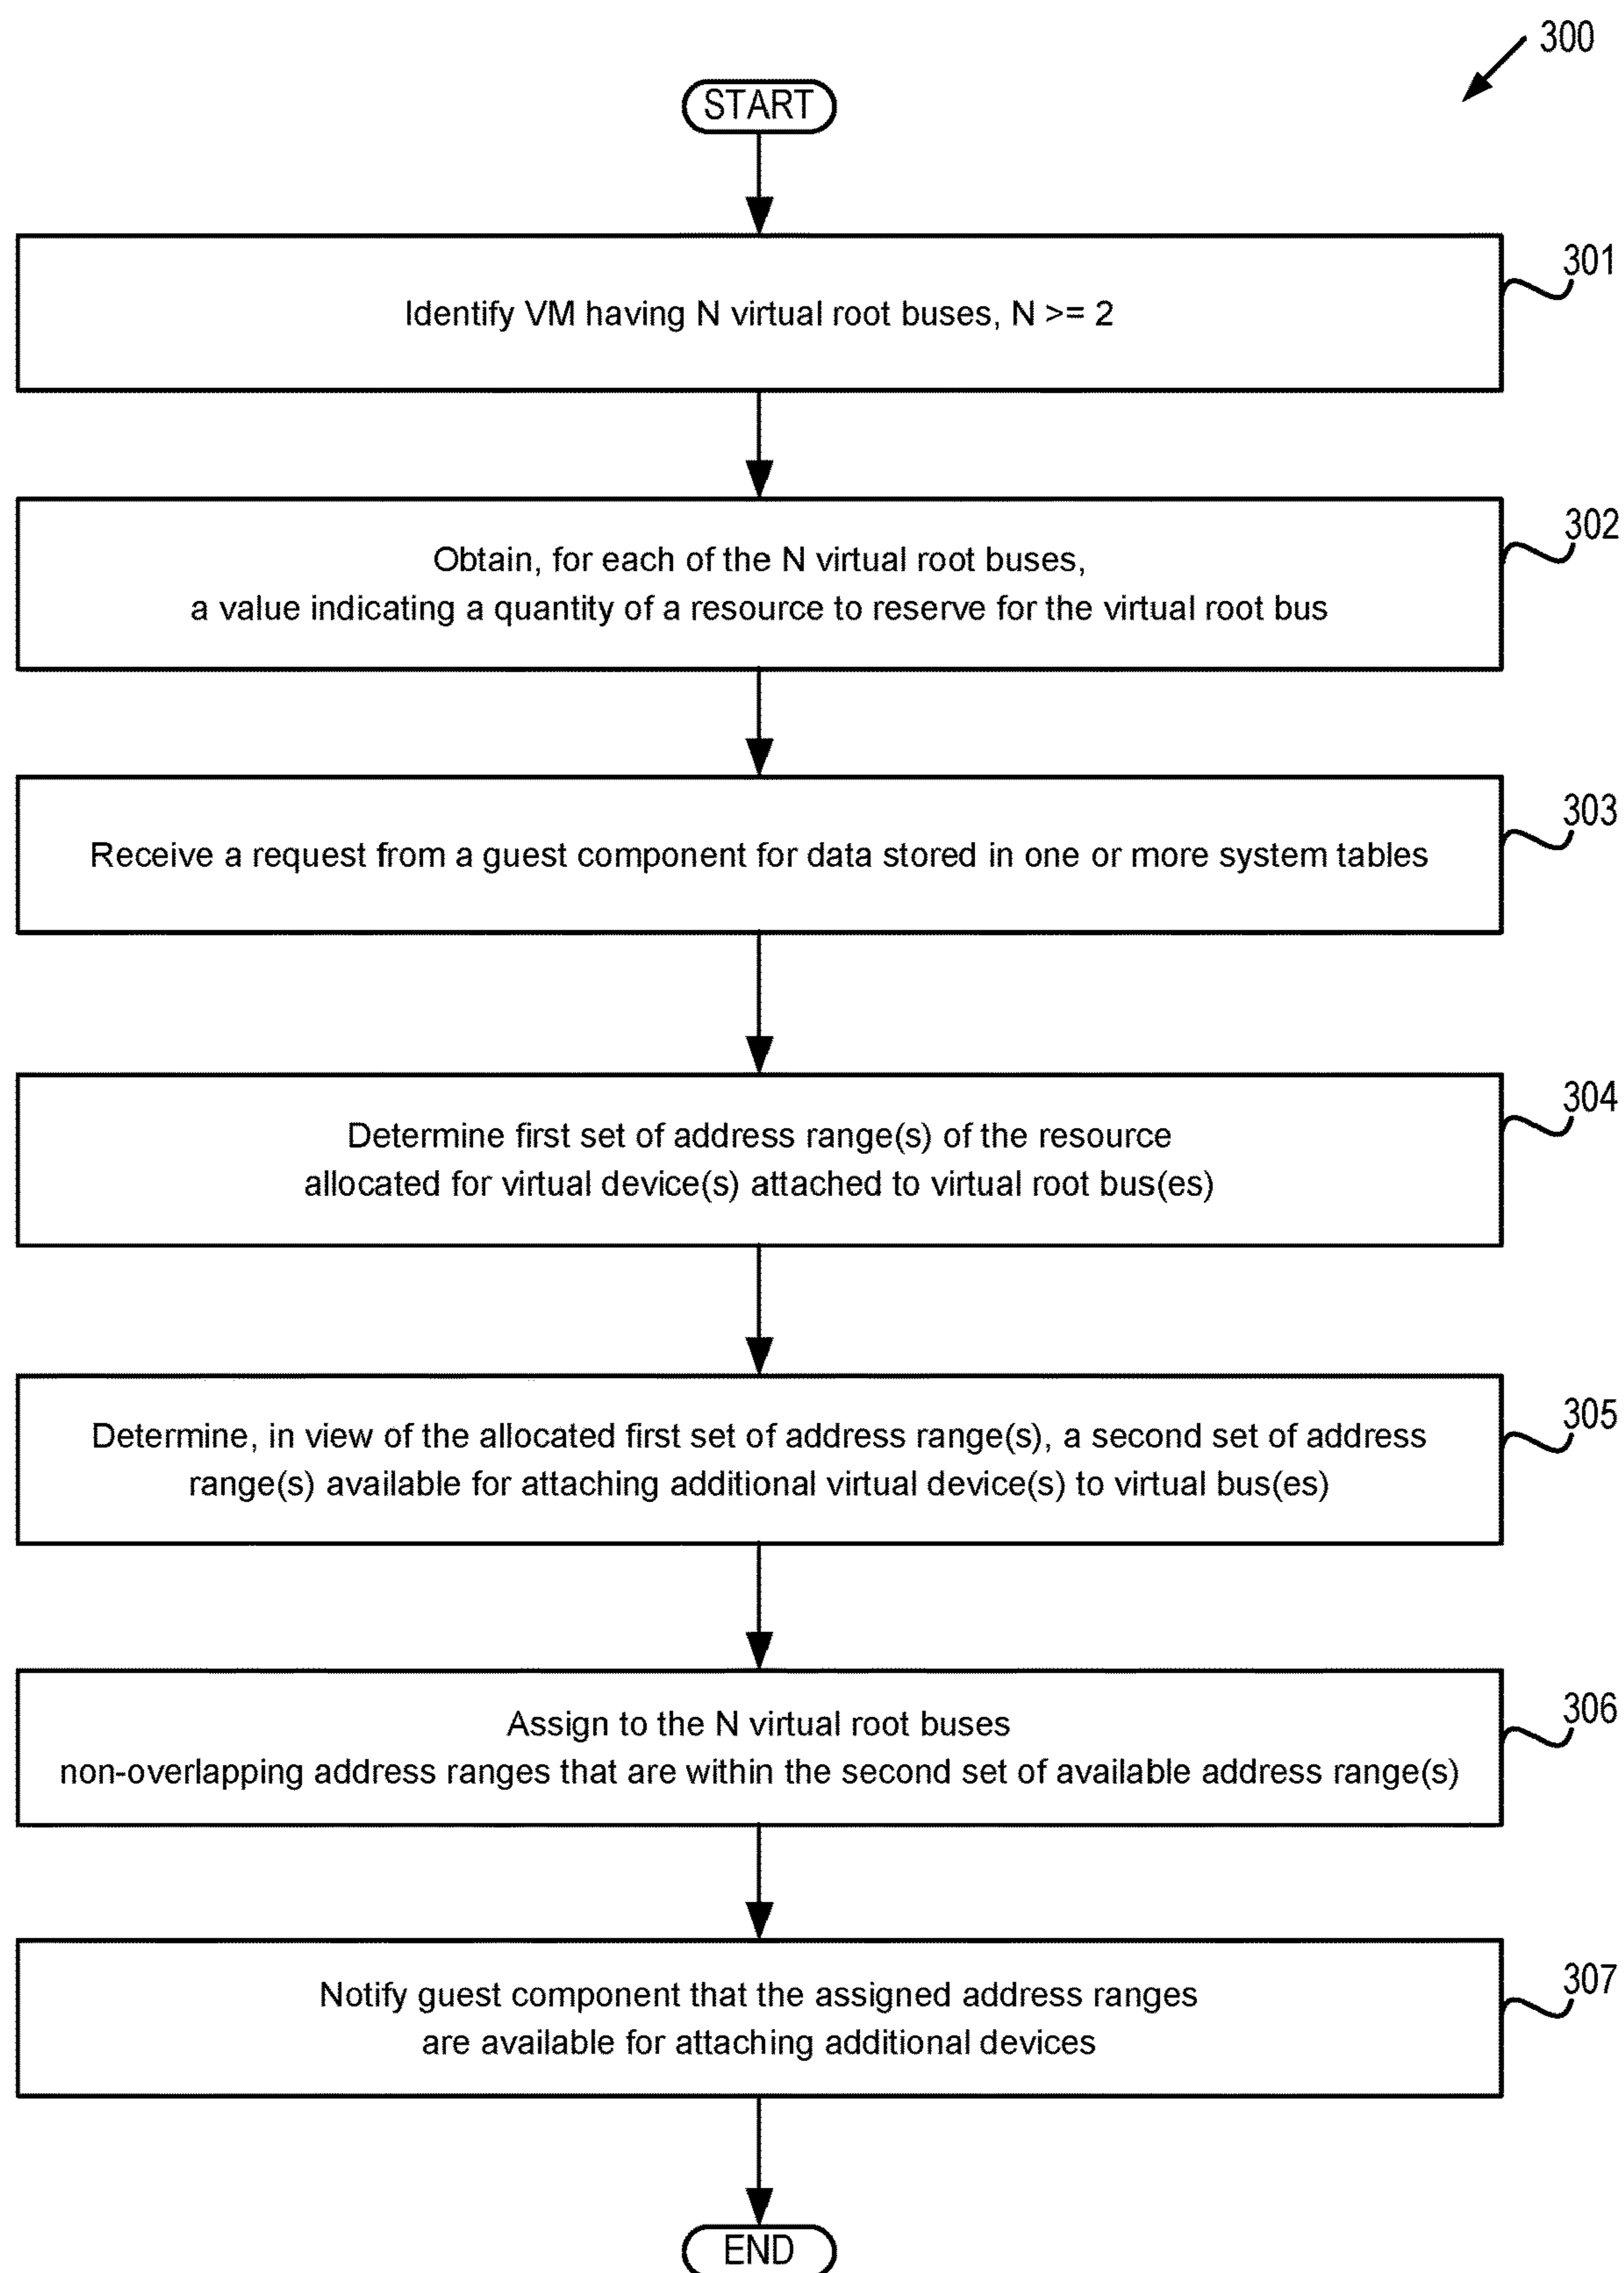 300
START
301
Identify VM having N virtual root buses, N >= 2
302
Obtain, for each of the N virtual root buses,
a value indicating a quantity of a resource to reserve for the virtual root bus
303
Receive a request from a guest component for data stored in one or more system tables
304
Determine first set of address range(s) of the resource
allocated for virtual device(s) attached to virtual root bus(es)
305
Determine, in view of the allocated first set of address range(s), a second set of address
range(s) available for attaching additional virtual device(s) to virtual bus(es)
306
Assign to the N virtual root buses
non-overlapping address ranges that are within the second set of available address range(s)
307
Notify guest component that the assigned address ranges
are available for attaching additional devices
END